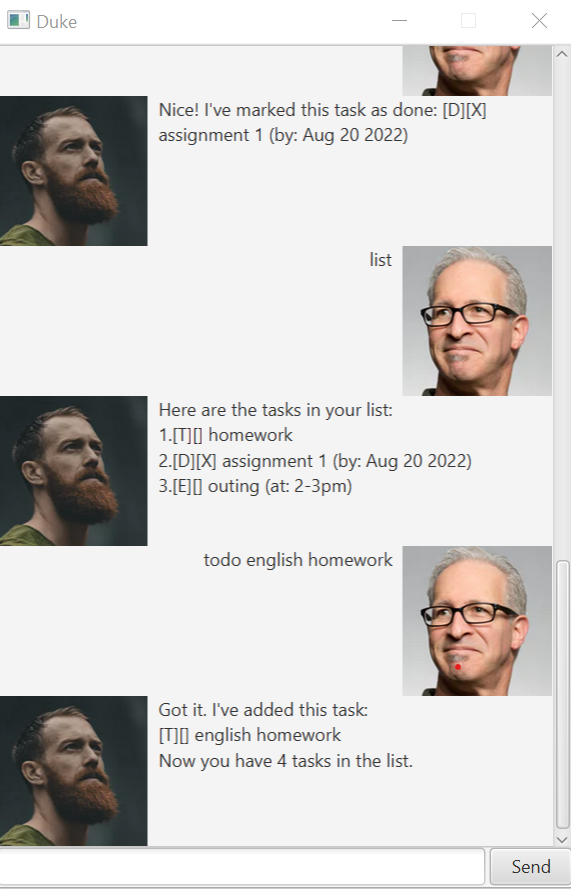 Duke
Nice! I've marked this task as done: [D][X]
assignment 1 (by: Aug 20 2022)
list
Here are the tasks in your list:
1.[T][] homework
2.[D][X] assignment 1 (by: Aug 20 2022)
3.[E][] outing (at: 2-3pm)
todo english homework
Got it. I've added this task:
[T][] english homework
Now you have 4 tasks in the list.
Send